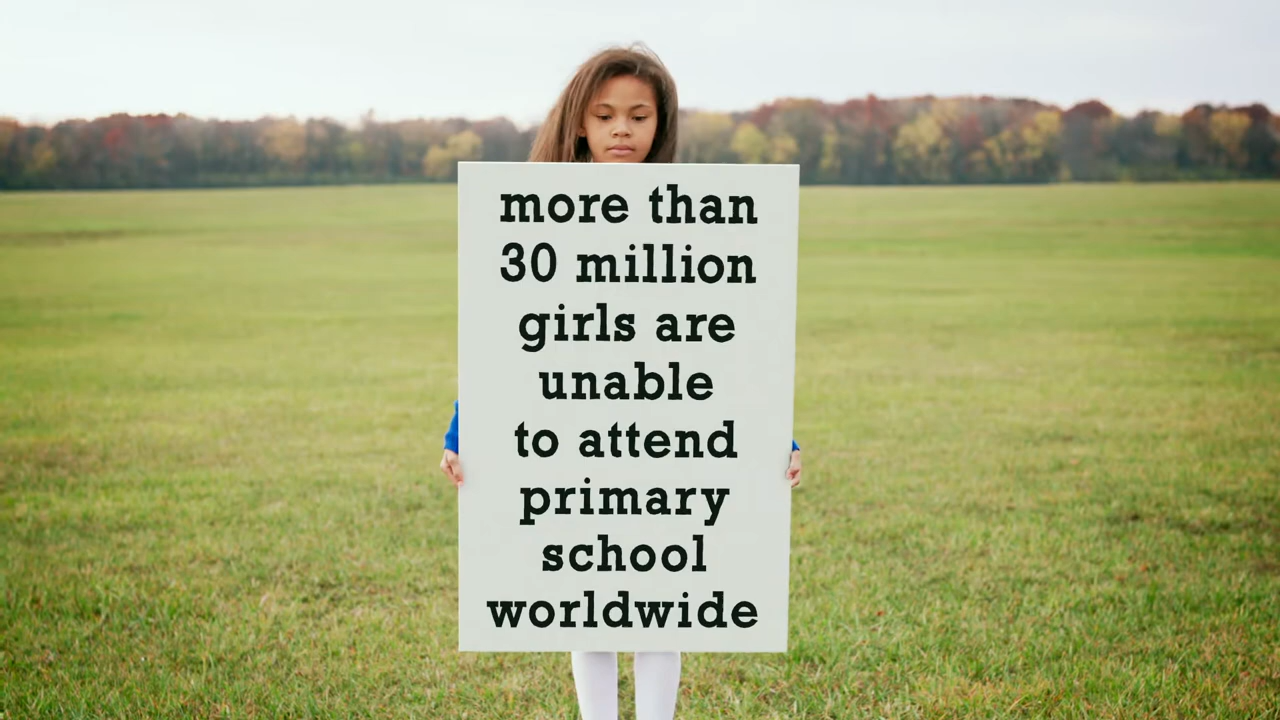 more than
30 million
girls are
unable
to attend
primary
school
worldwide